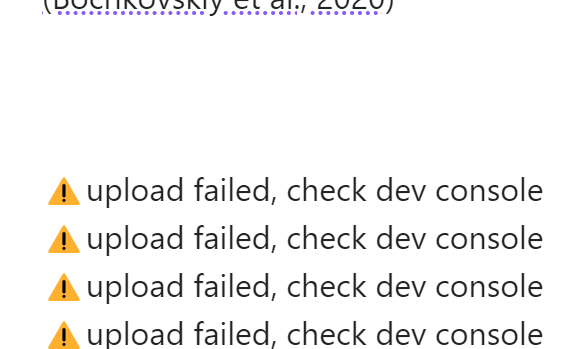 (Bochkovskiy et al., 2020)
⚠ upload failed, check dev console
⚠ upload failed, check dev console
⚠ upload failed, check dev console
⚠ upload failed, check dev console